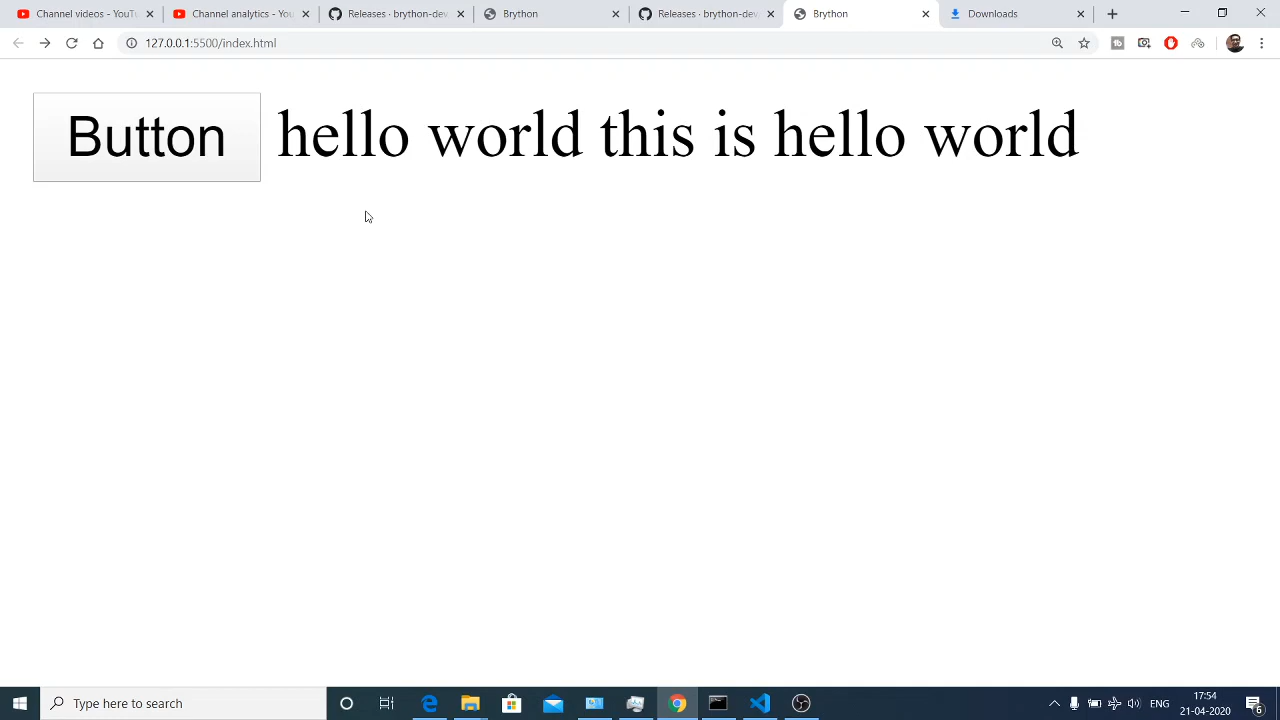 Channel videos - YouTu
Channel analytics - You
Releases · brython-dev
Brython
Releases · brython-dev
Brython
Downloads
127.0.0.1:5500/index.html
Button hello world this is hello world
Type here to search
ENG
17:54
21-04-2020
6